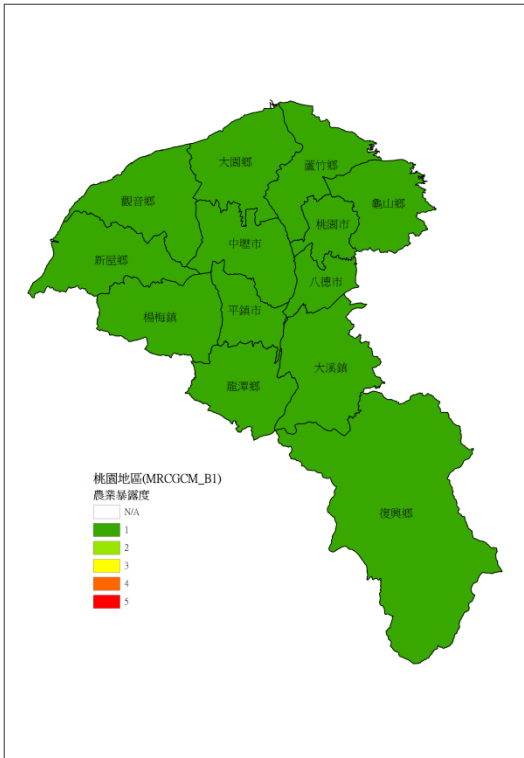 大園鄉
蘆竹鄉
觀音鄉
桃園市
龜山鄉
中壢市
新屋鄉
八德市
楊梅鎮
平鎮市
大溪鎮
龍潭鄉
復興鄉
桃園地區(MRCGCM_B1)
農業暴露度
N/A
1
2
3
4
5